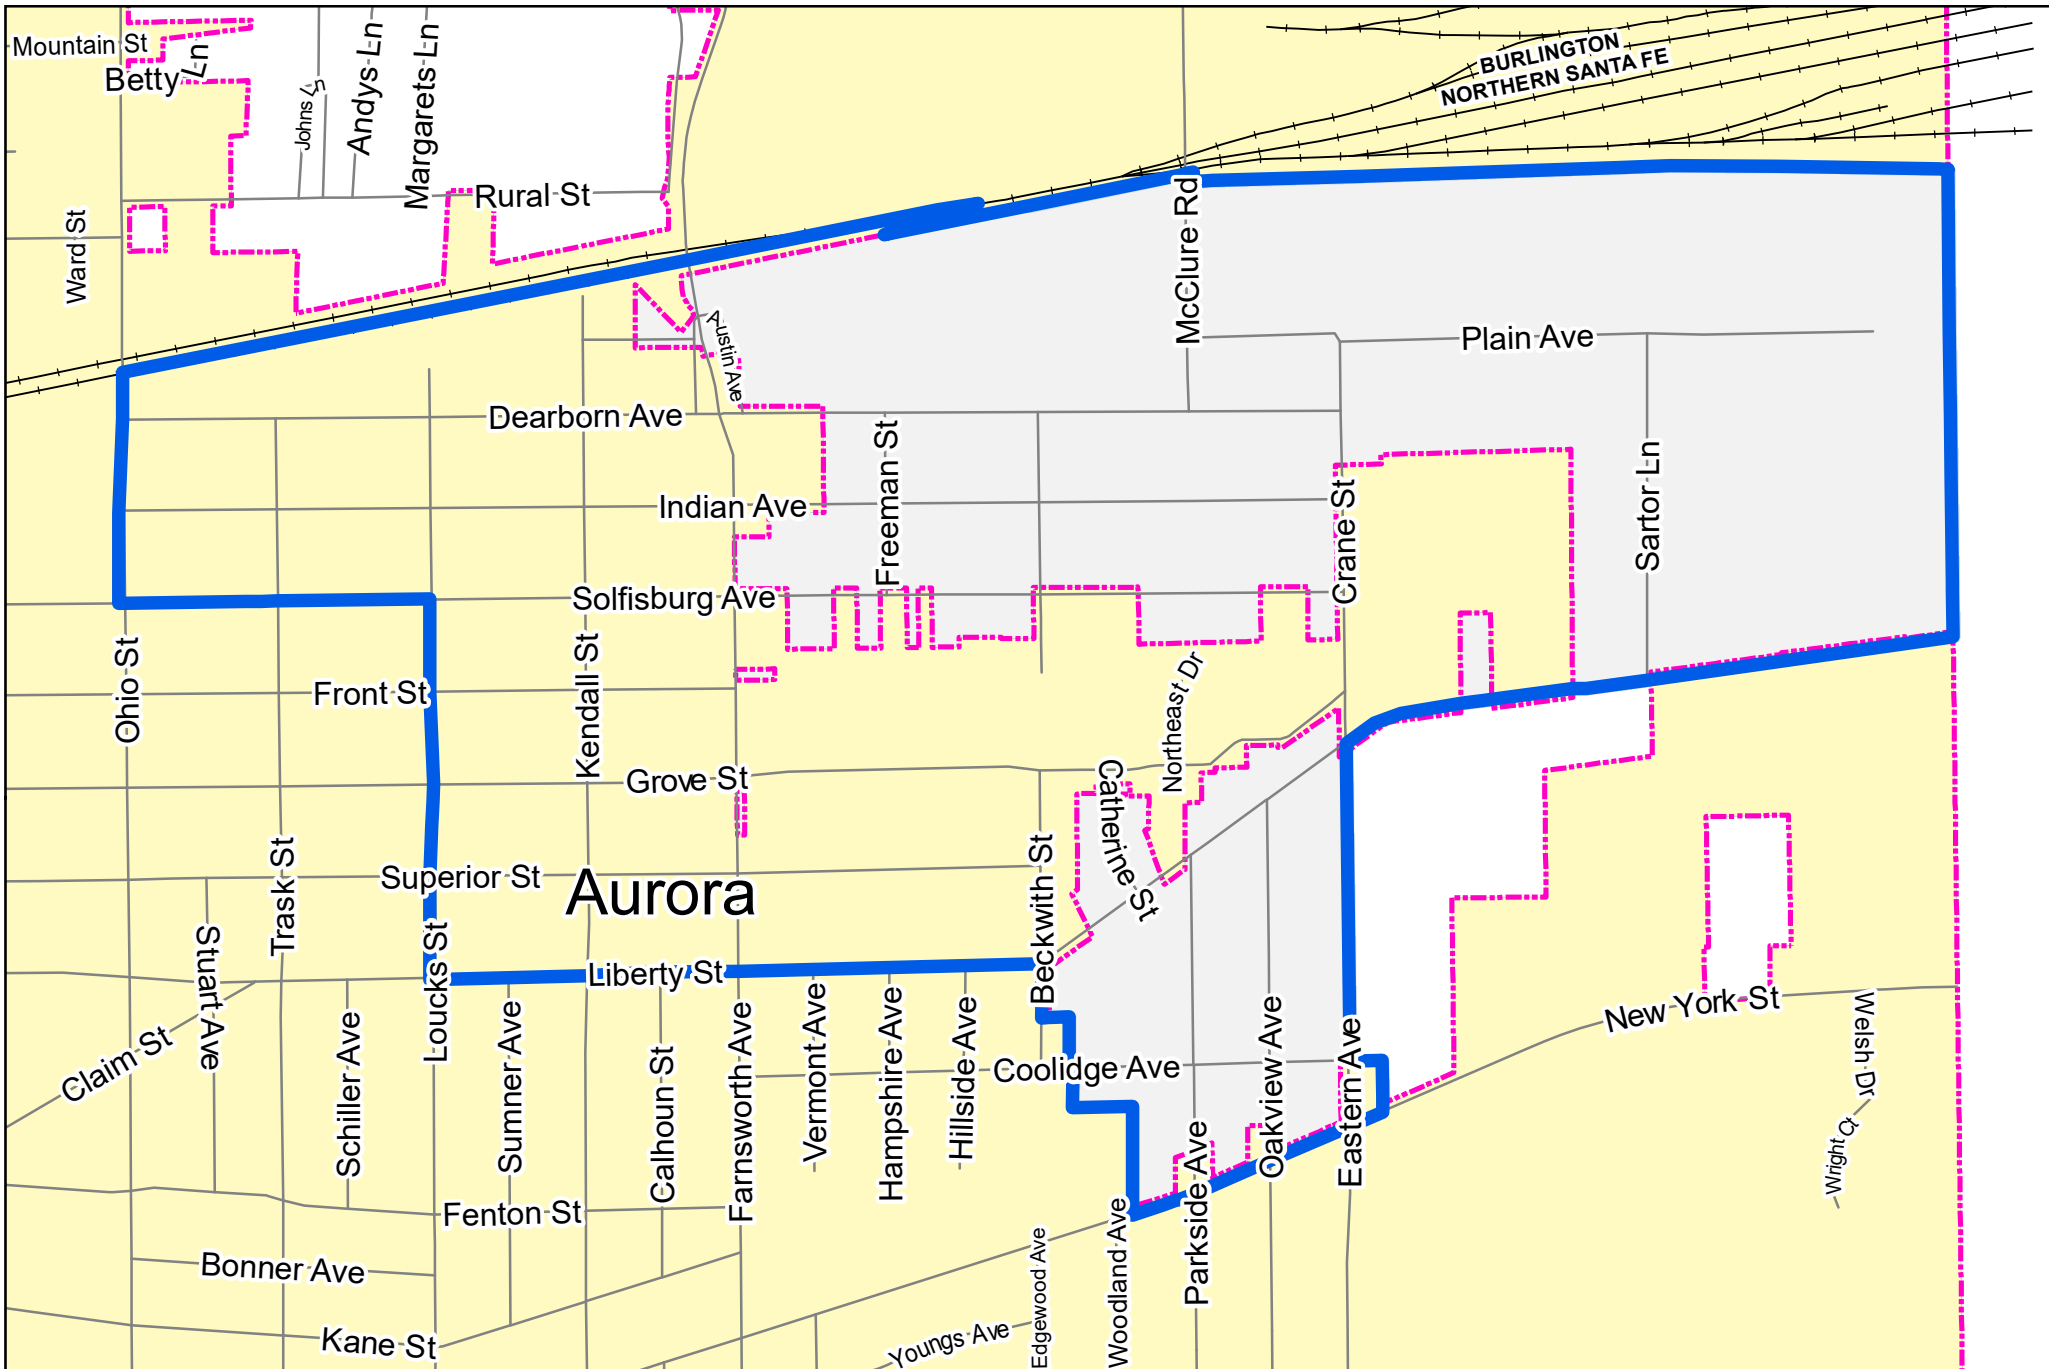 Mountain St
Betty Ln
Johns Ln
Andys Ln
Margarets Ln
BURLINGTON
NORTHERN SANTA FE
Rural St
Ward St
McClure Rd
Austin Ave
Plain Ave
Dearborn Ave
Freeman St
Indian Ave
Sartor Ln
Crane St
Solfisburg Ave
Ohio St
Kendall St
Front St
Northeast Dr
Grove St
Catherine St
Trask St
Superior St
Aurora
Beckwith St
Stuart Ave
Loucks St
Liberty St
Claim St
Schiller Ave
Sumner Ave
Calhoun St
Farnsworth Ave
Vermont Ave
Hampshire Ave
Hillside Ave
Coolidge Ave
Oakview Ave
Eastern Ave
New York St
Welsh Dr
Wright Ct
Parkside Ave
Woodland Ave
Edgewood Ave
Fenton St
Bonner Ave
Kane St
Youngs Ave